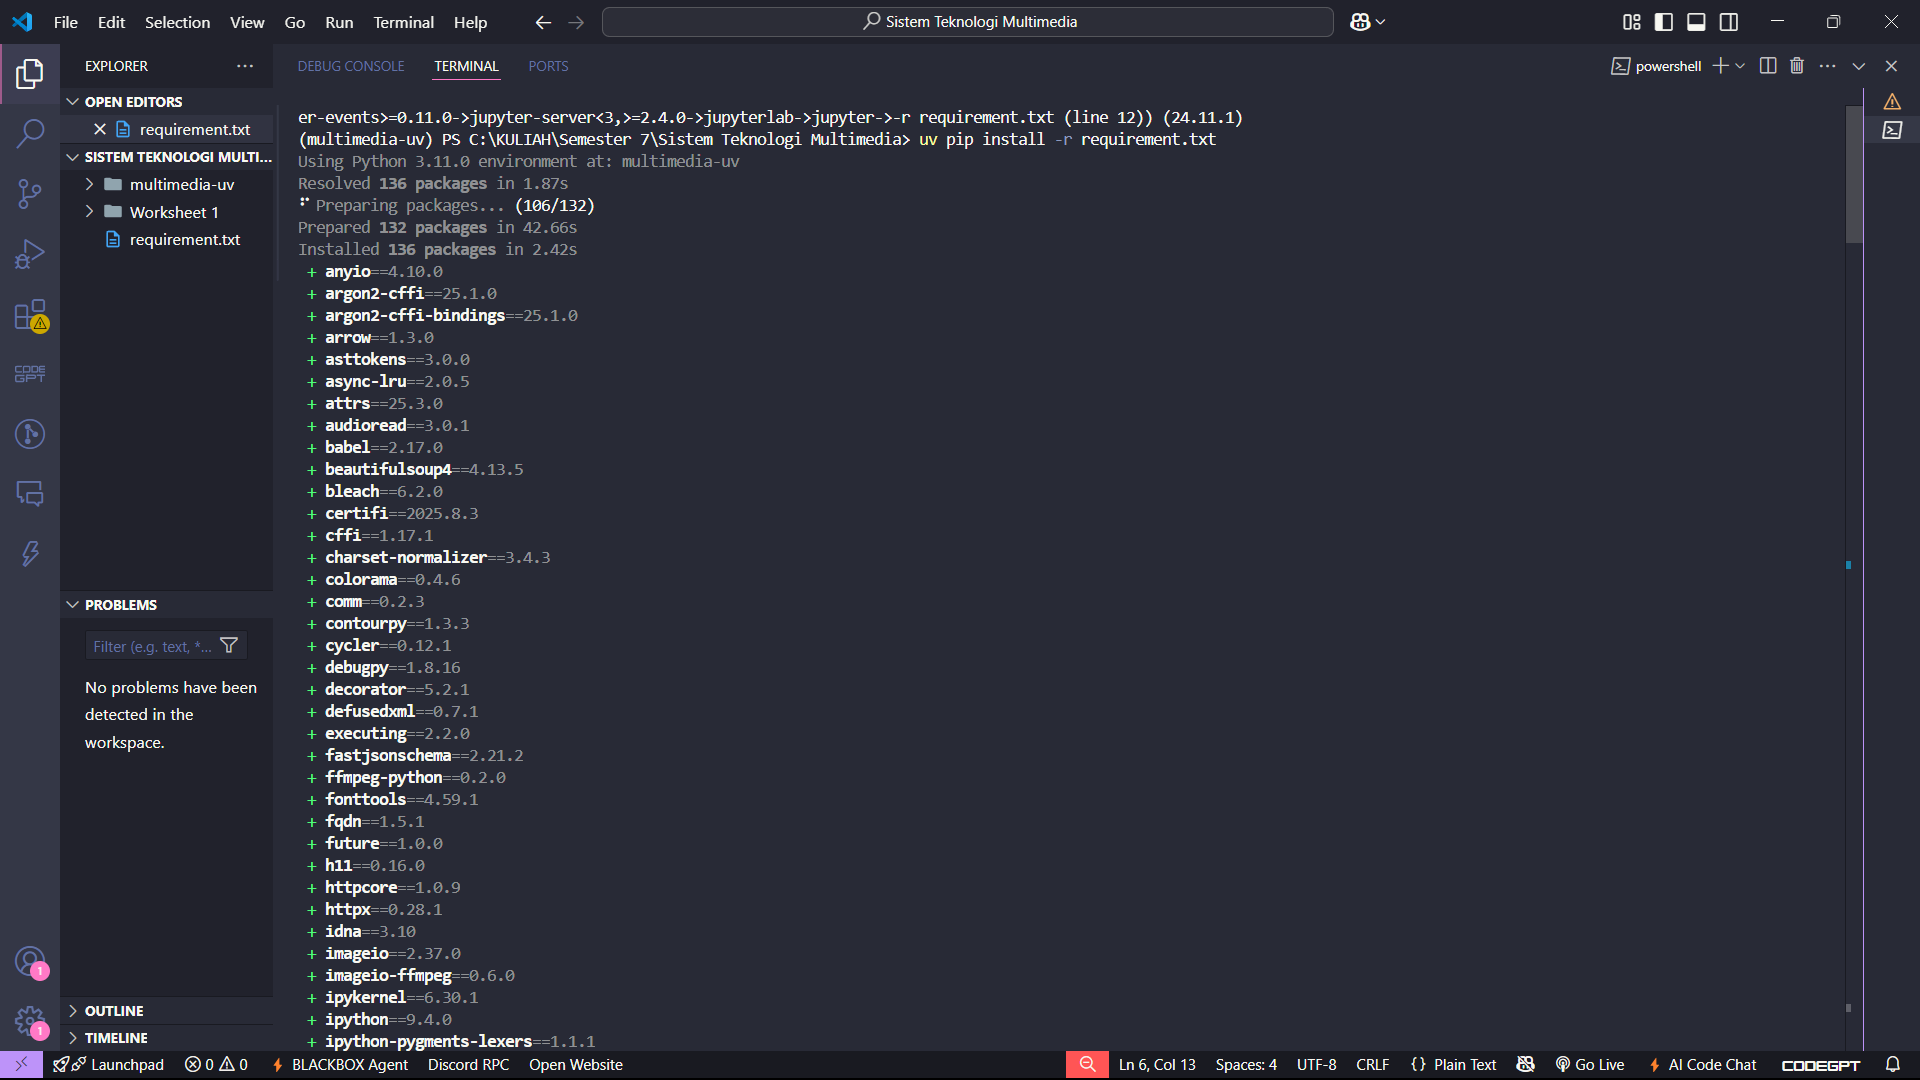 File Edit Selection View Go Run Terminal Help
Sistem Teknologi Multimedia
EXPLORER
OPEN EDITORS
requirement.txt
SISTEM TEKNOLOGI MULTI...
multimedia-uv
Worksheet 1
requirement.txt
CODE
GPT
PROBLEMS
Filter (e.g. text, *...
No problems have been
detected in the
workspace.
OUTLINE
TIMELINE
1
1
DEBUG CONSOLE TERMINAL PORTS
powershell
er-events>=0.11.0->jupyter-server<3,>=2.4.0->jupyterlab->jupyter->-r requirement.txt (line 12)) (24.11.1)
(multimedia-uv) PS C:\KULIAH\Semester 7\Sistem Teknologi Multimedia> uv pip install -r requirement.txt
Using Python 3.11.0 environment at: multimedia-uv
Resolved 136 packages in 1.87s
Preparing packages... (106/132)
Prepared 132 packages in 42.66s
Installed 136 packages in 2.42s
+ anyio==4.10.0
+ argon2-cffi==25.1.0
+ argon2-cffi-bindings==25.1.0
+ arrow==1.3.0
+ asttokens==3.0.0
+ async-lru==2.0.5
+ attrs==25.3.0
+ audioread==3.0.1
+ babel==2.17.0
+ beautifulsoup4==4.13.5
+ bleach==6.2.0
+ certifi==2025.8.3
+ cffi==1.17.1
+ charset-normalizer==3.4.3
+ colorama==0.4.6
+ comm==0.2.3
+ contourpy==1.3.3
+ cycler==0.12.1
+ debugpy==1.8.16
+ decorator==5.2.1
+ defusedxml==0.7.1
+ executing==2.2.0
+ fastjsonschema==2.21.2
+ ffmpeg-python==0.2.0
+ fonttools==4.59.1
+ fqdn==1.5.1
+ future==1.0.0
+ h11==0.16.0
+ httpcore==1.0.9
+ httpx==0.28.1
+ idna==3.10
+ imageio==2.37.0
+ imageio-ffmpeg==0.6.0
+ ipykernel==6.30.1
+ ipython==9.4.0
+ ipython-pygments-lexers==1.1.1
Launchpad 0 0 BLACKBOX Agent Discord RPC Open Website Ln 6, Col 13 Spaces: 4 UTF-8 CRLF {} Plain Text Go Live AI Code Chat CODEGPT